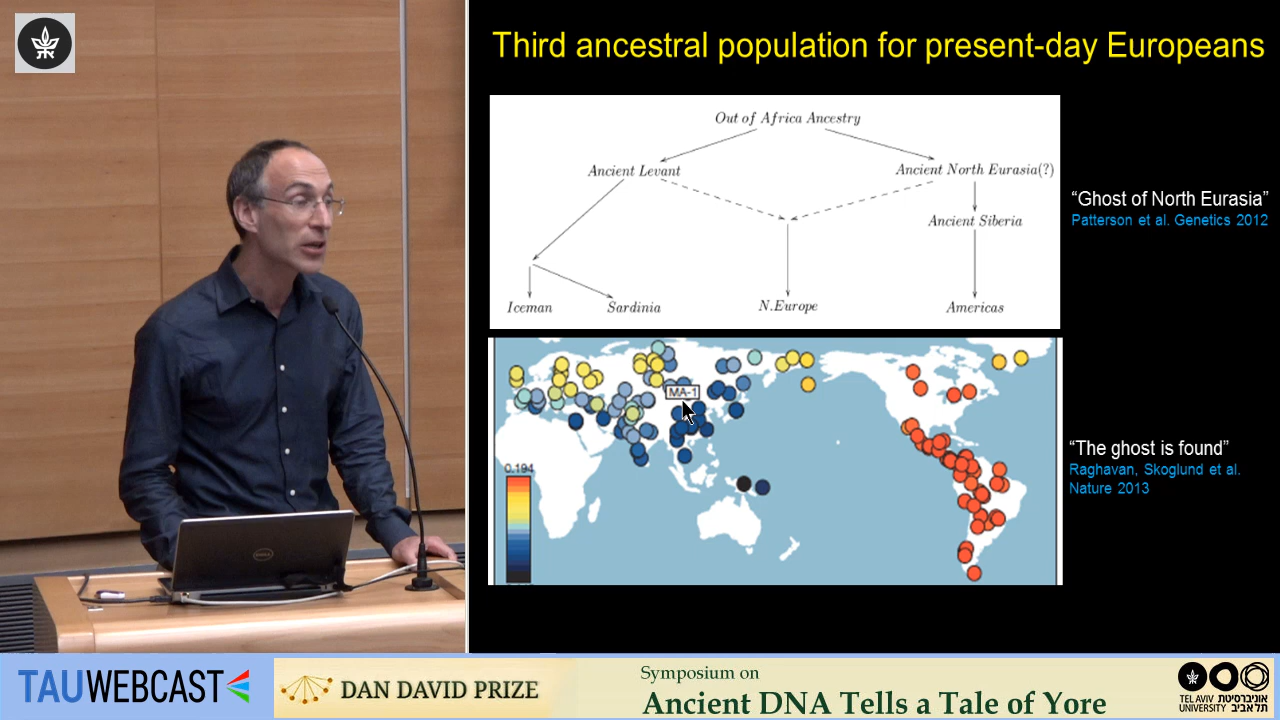 Third ancestral population for present-day Europeans
Out of Africa Ancestry
Ancient Levant
Ancient North Eurasia(?)
Ancient Siberia
Iceman
Sardinia
N.Europe
Americas
“Ghost of North Eurasia”
Patterson et al. Genetics 2012
MA-1
0.194
“The ghost is found”
Raghavan, Skoglund et al.
Nature 2013
DELL
TAUWEBCAST
DAN DAVID PRIZE
Symposium on
Ancient DNA Tells a Tale of Yore
TEL AVIV אוניברסיטת
UNIVERSITY תל אביב